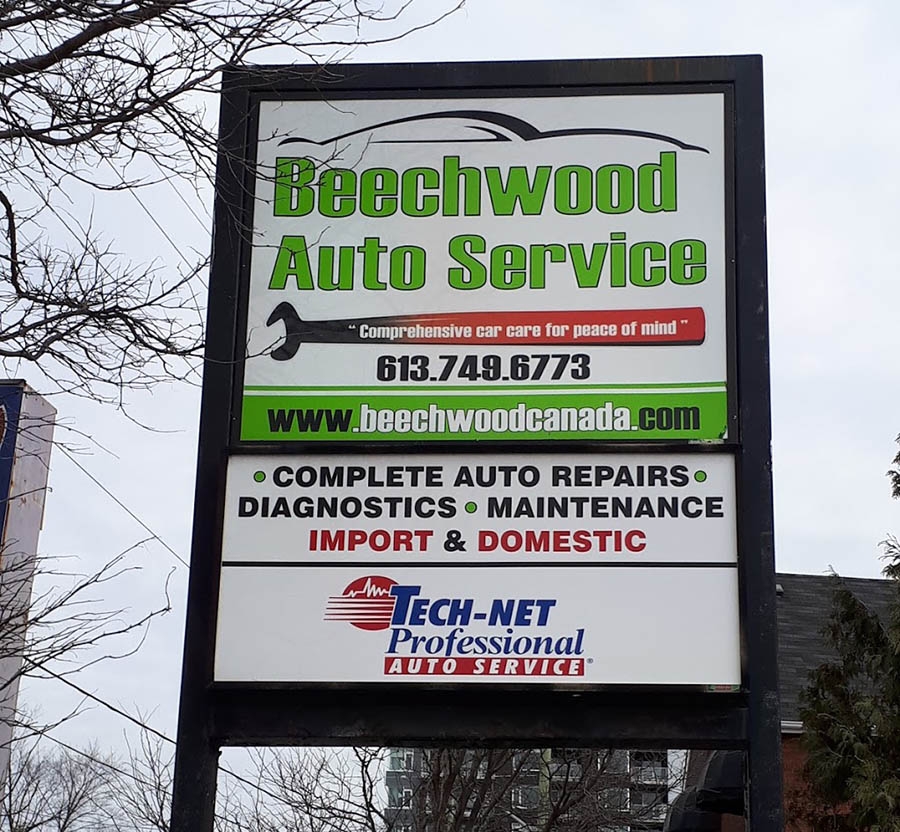 Beechwood
Auto Service
" Comprehensive car care for peace of mind "
613.749.6773
www.beechwoodcanada.com
• COMPLETE AUTO REPAIRS •
DIAGNOSTICS • MAINTENANCE
IMPORT & DOMESTIC
TECH-NET
Professional
AUTO SERVICE®